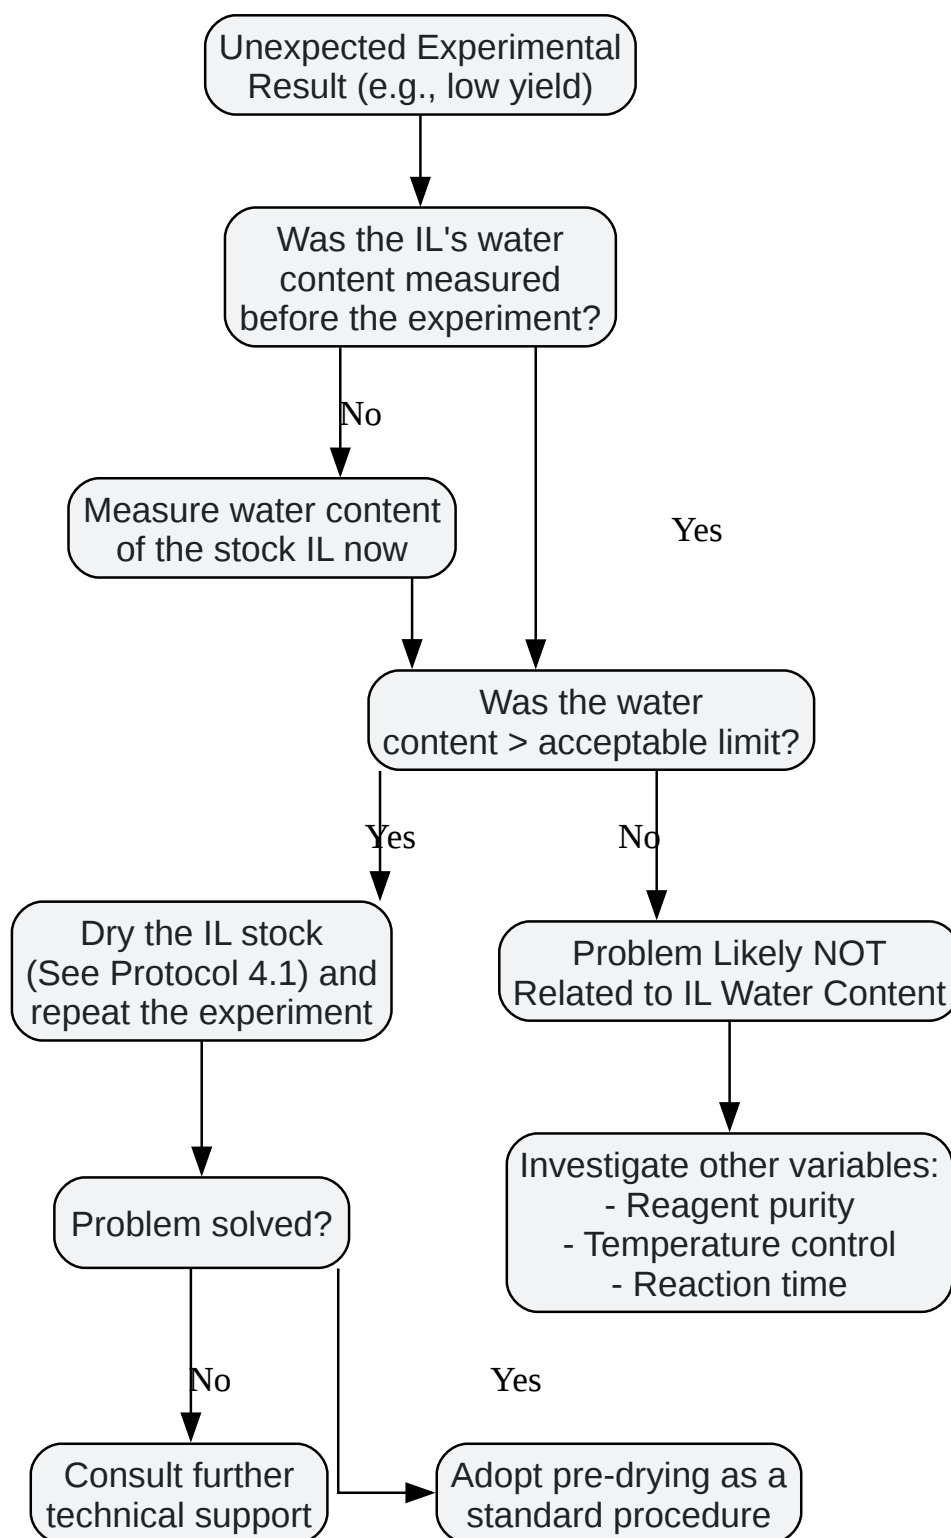 Unexpected Experimental
Result (e.g., low yield)
Was the IL's water
content measured
before the experiment?
No
Measure water content
of the stock IL now
Yes
Was the water
content > acceptable limit?
Yes
No
Dry the IL stock
(See Protocol 4.1) and
repeat the experiment
Problem Likely NOT
Related to IL Water Content
Problem solved?
Investigate other variables:
- Reagent purity
- Temperature control
- Reaction time
No
Yes
Consult further
technical support
Adopt pre-drying as a
standard procedure